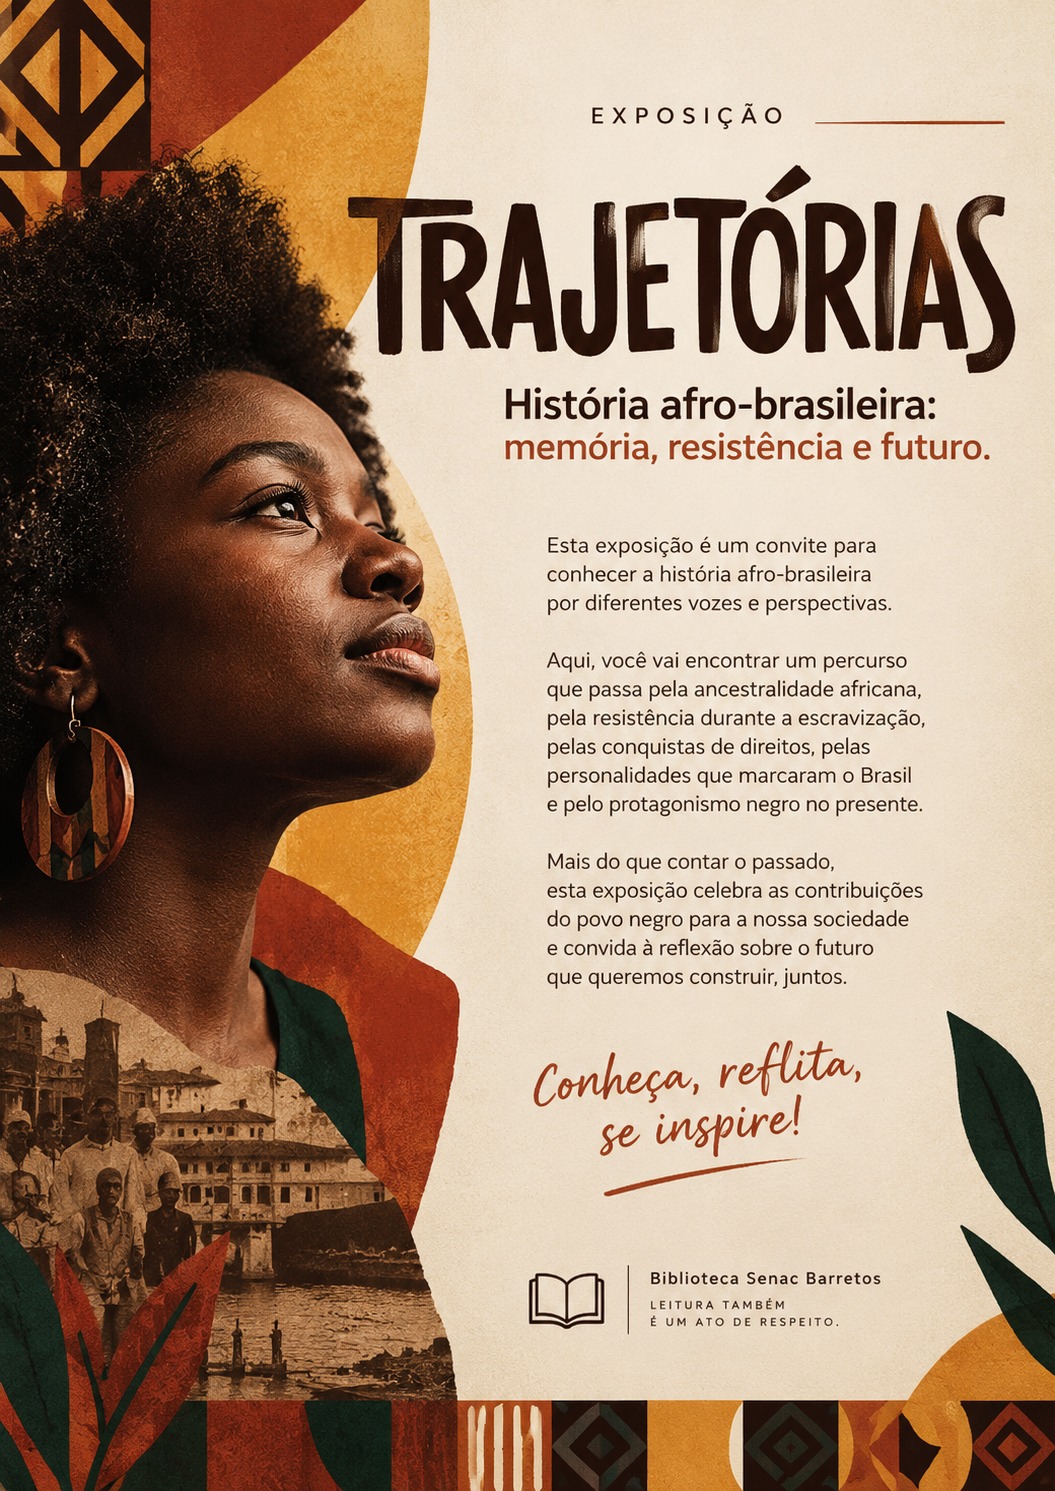 EXPOSIÇÃO
TRAJETÓRIAS
História afro-brasileira:
memória, resistência e futuro.
Esta exposição é um convite para
conhecer a história afro-brasileira
por diferentes vozes e perspectivas.
Aqui, você vai encontrar um percurso
que passa pela ancestralidade africana,
pela resistência durante a escravização,
pelas conquistas de direitos, pelas
personalidades que marcaram o Brasil
e pelo protagonismo negro no presente.
Mais do que contar o passado,
esta exposição celebra as contribuições
do povo negro para a nossa sociedade
e convida à reflexão sobre o futuro
que queremos construir, juntos.
Conheça, reflita,
se inspire!
Biblioteca Senac Barretos
LEITURA TAMBÉM
É UM ATO DE RESPEITO.